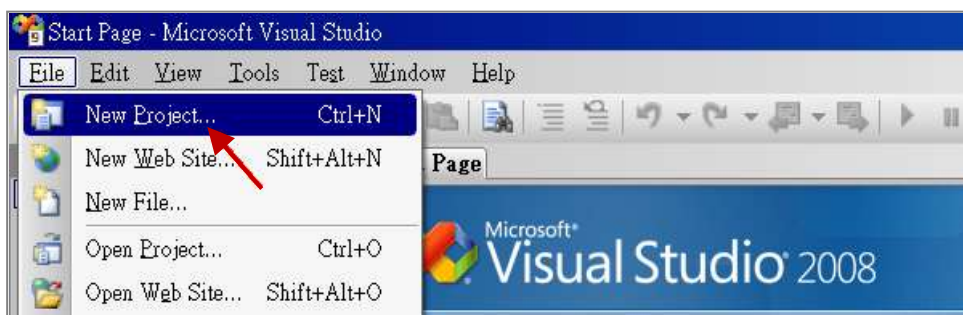 Start Page - Microsoft Visual Studio
File Edit View Tools Test Window Help
New Project... Ctrl+N
New Web Site... Shift+Alt+N
Page
New File...
Open Project... Ctrl+O
Open Web Site... Shift+Alt+O
Microsoft®
Visual Studio® 2008